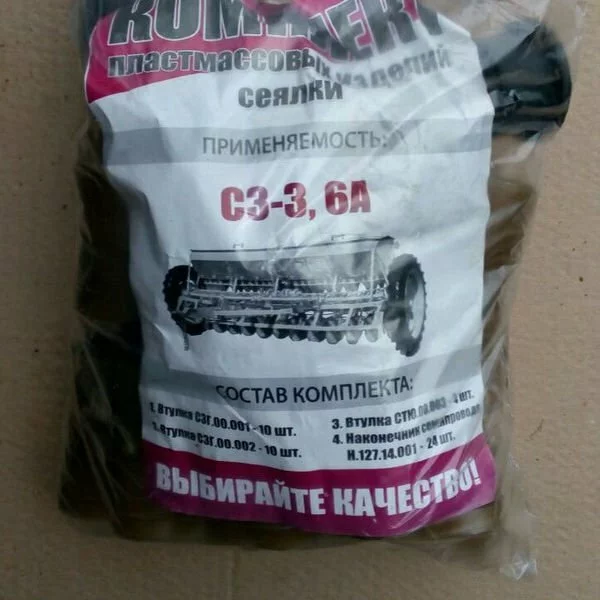 КОМПЛЕКТ
пластмассовых изделий
сеялки
ПРИМЕНЯЕМОСТЬ:
СЗ-3, 6А
СОСТАВ КОМПЛЕКТА:
1. Втулка СЗГ.00.001 - 10 шт.
2. Втулка СЗГ.00.002 - 10 шт.
3. Втулка СТЮ.00.003 - 4 шт.
4. Наконечник семяпровода
Н.127.14.001 - 24 шт.
ВЫБИРАЙТЕ КАЧЕСТВО!